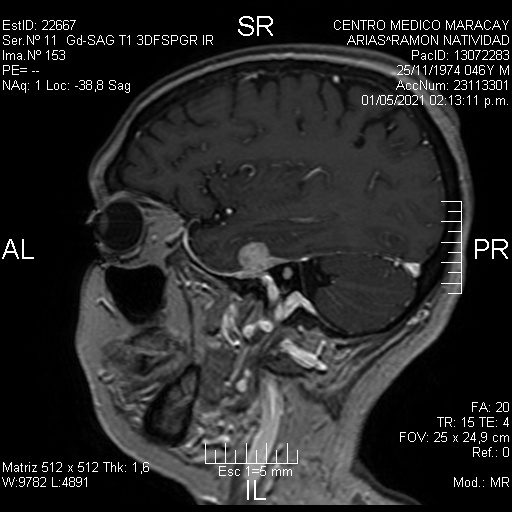 EstID: 22667
Ser.Nº 11 Gd-SAG T1 3DFSPGR IR
Ima.Nº 153
PE= --
NAq: 1 Loc: -38,8 Sag
SR
CENTRO MEDICO MARACAY
ARIAS^RAMON NATIVIDAD
PacID: 13072283
25/11/1974 046Y M
AccNum: 23113301
01/05/2021 02:13:11 p.m.
AL
PR
FA: 20
TR: 15 TE: 4
FOV: 25 x 24,9 cm
Ref.: 0
Matriz 512 x 512 Thk: 1,6
W:9782 L:4891
Esc 1=5 mm
IL
Mod.: MR